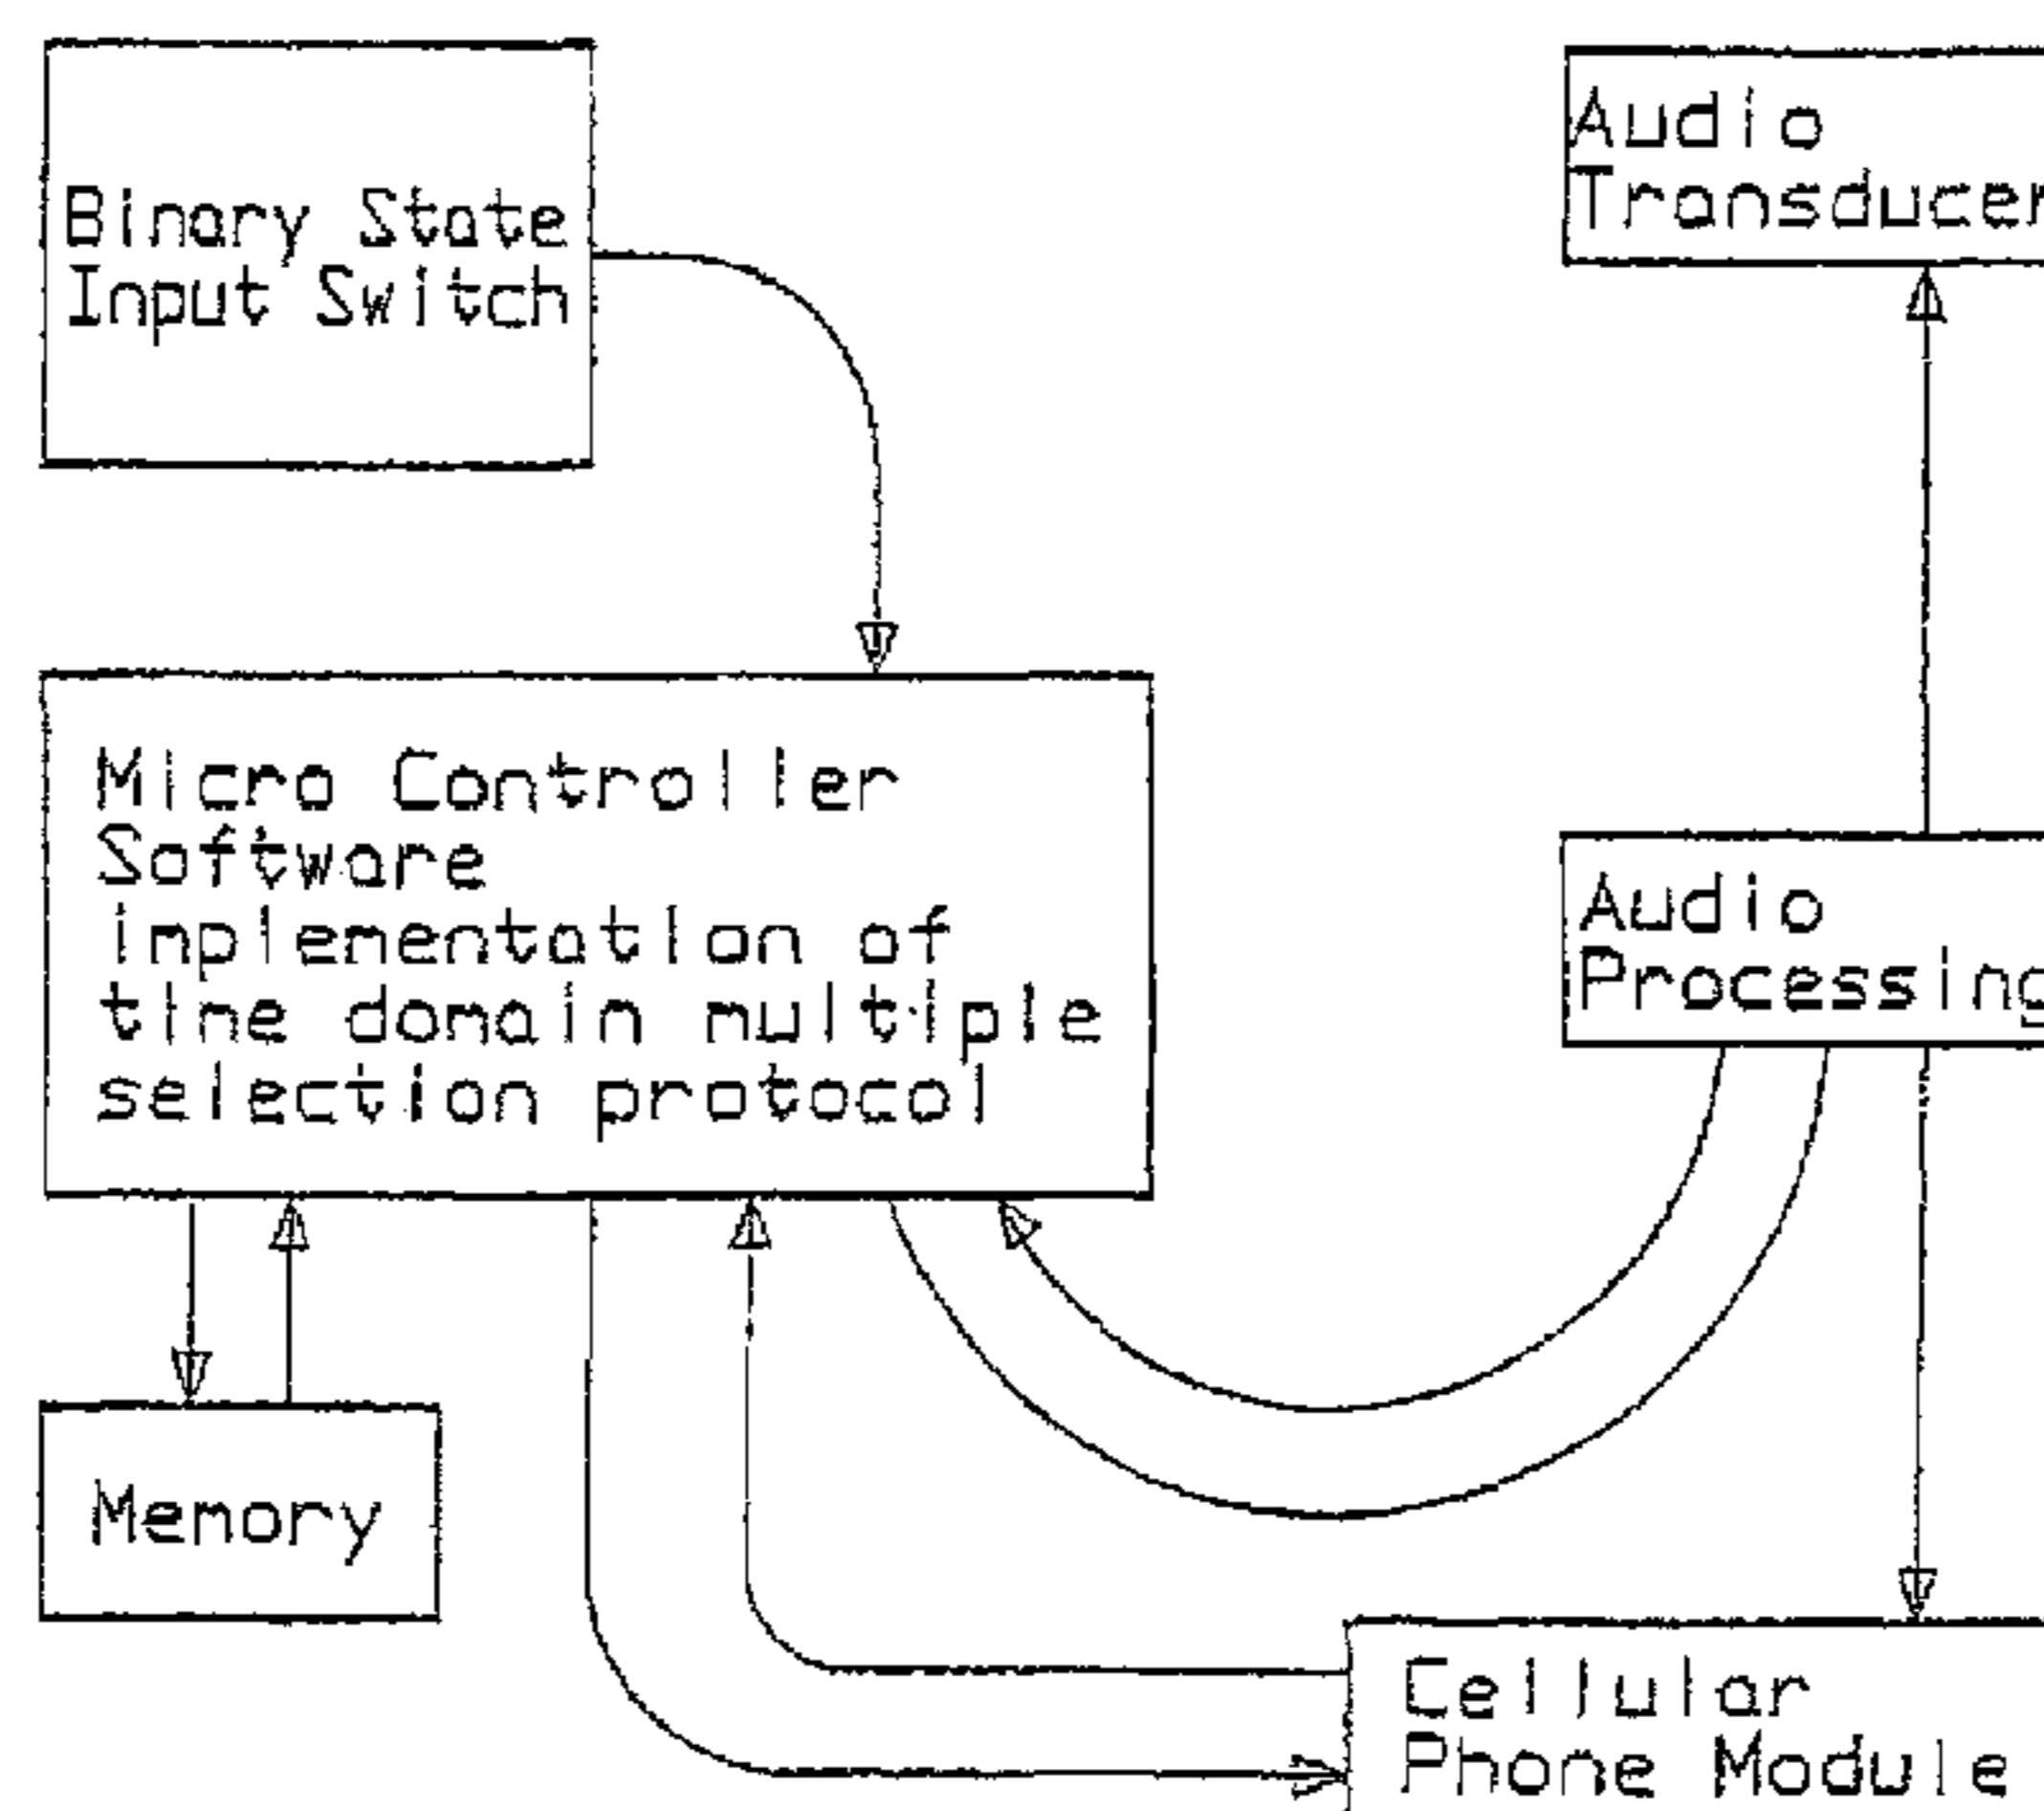 Binary State
Input Switch
Audio
Transducer
Micro Controller
Software
implementation of
time domain multiple
selection protocol
Audio
Processing
Memory
Cellular
Phone Module